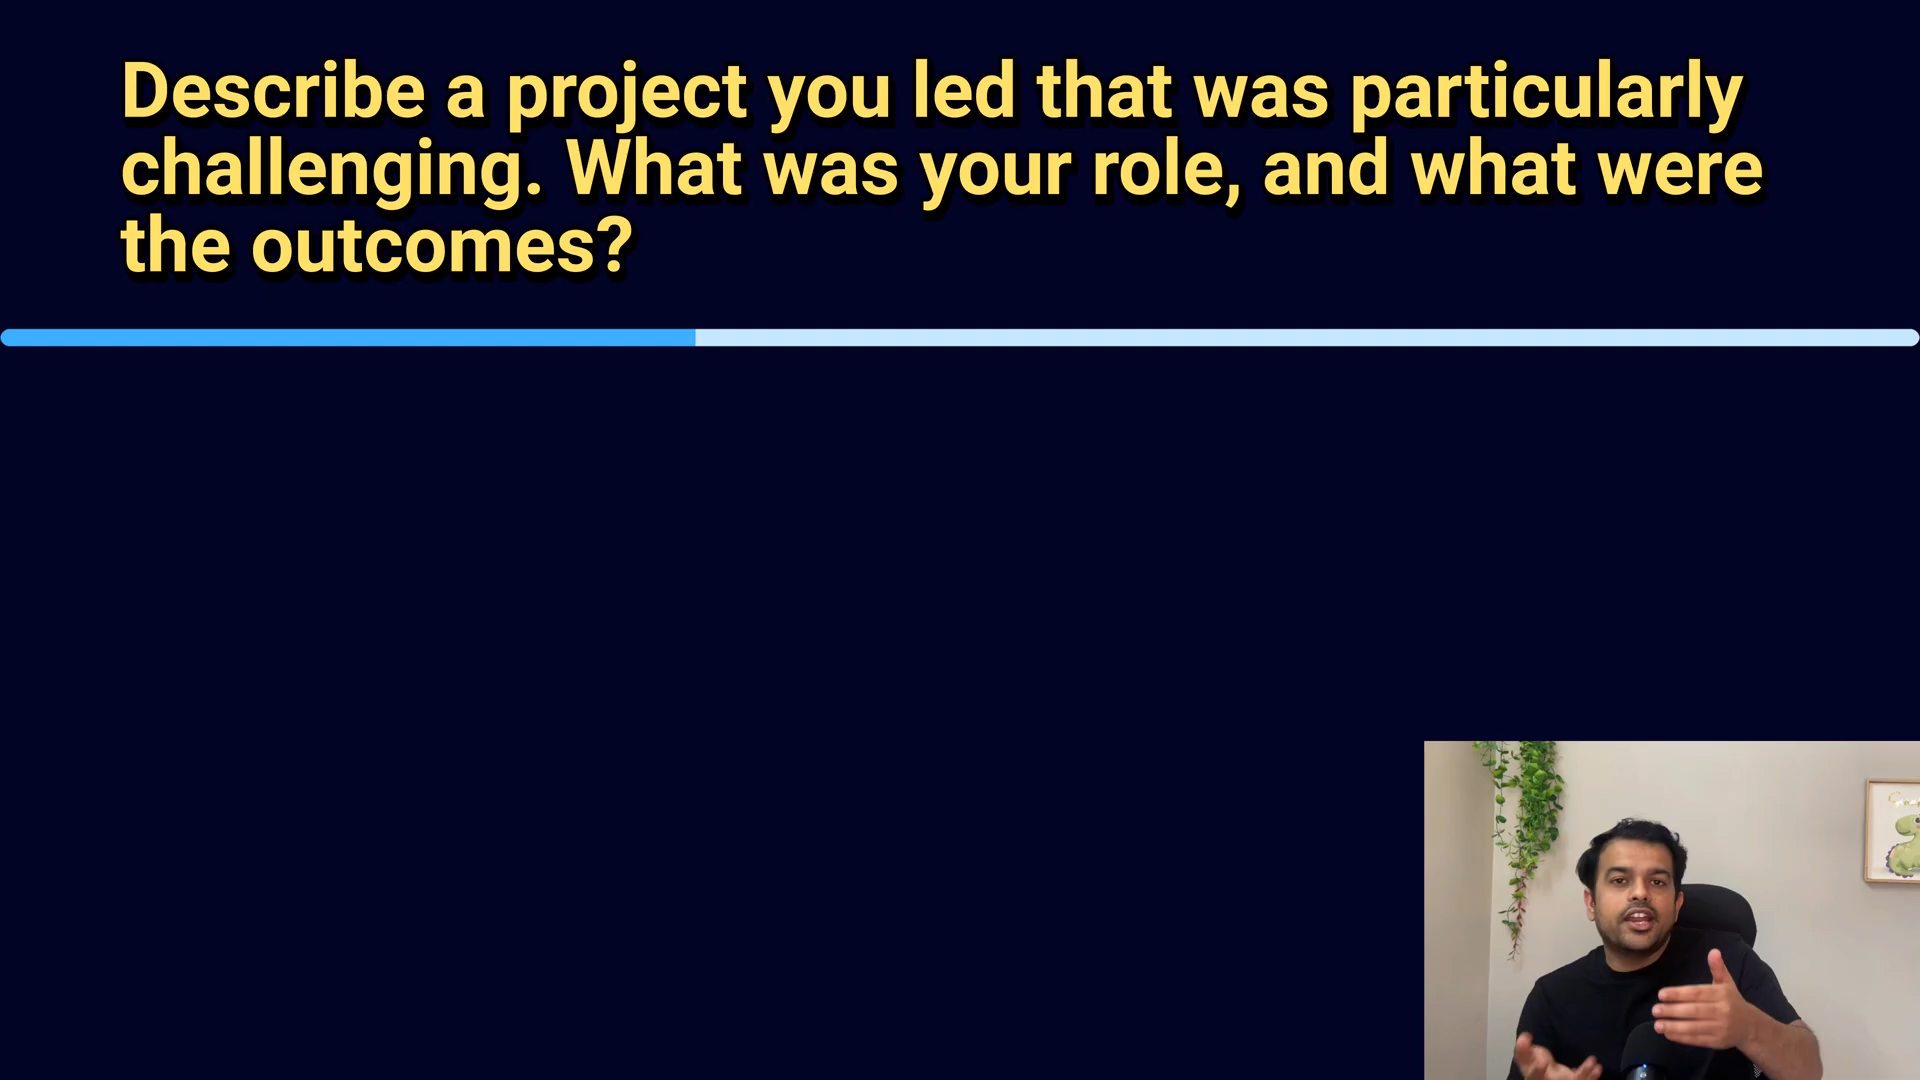 Describe a project you led that was particularly
challenging. What was your role, and what were
the outcomes?